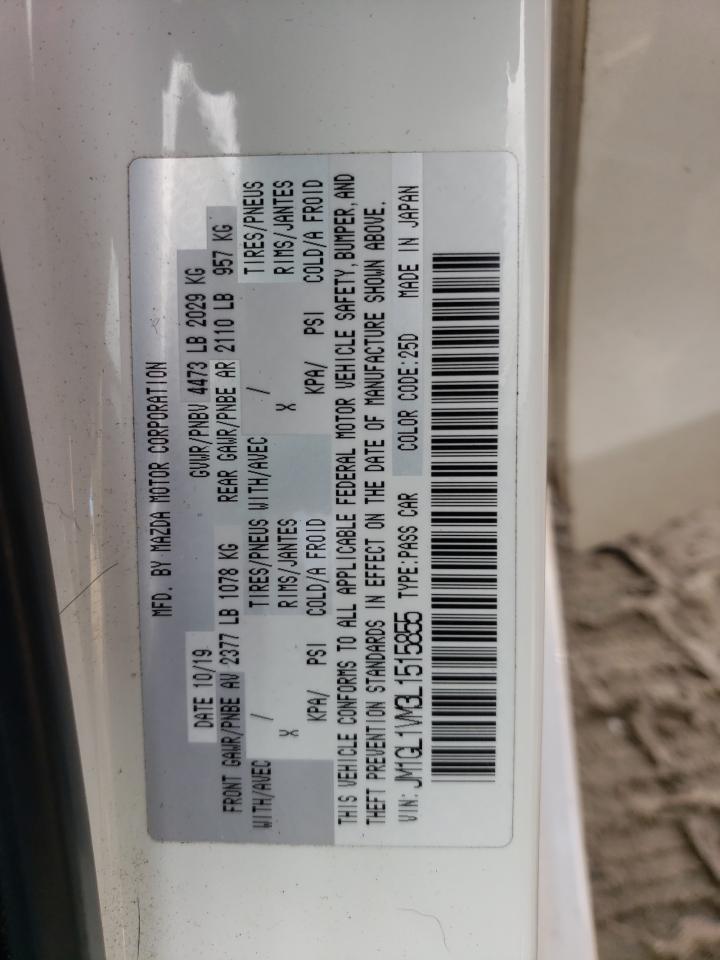 MFD. BY MAZDA MOTOR CORPORATION
DATE 10/19 GVWR/PNBV 4473 LB 2029 KG
FRONT GAWR/PNBE AV 2377 LB 1078 KG REAR GAWR/PNBE AR 2110 LB 957 KG
WITH/AVEC / TIRES/PNEUS WITH/AVEC / TIRES/PNEUS
X RIMS/JANTES X RIMS/JANTES
KPA/ PSI COLD/A FROID KPA/ PSI COLD/A FROID
THIS VEHICLE CONFORMS TO ALL APPLICABLE FEDERAL MOTOR VEHICLE SAFETY, BUMPER, AND
THEFT PREVENTION STANDARDS IN EFFECT ON THE DATE OF MANUFACTURE SHOWN ABOVE.
VIN: JM1GL1VM3L1515855 TYPE:PASS CAR COLOR CODE:25D MADE IN JAPAN